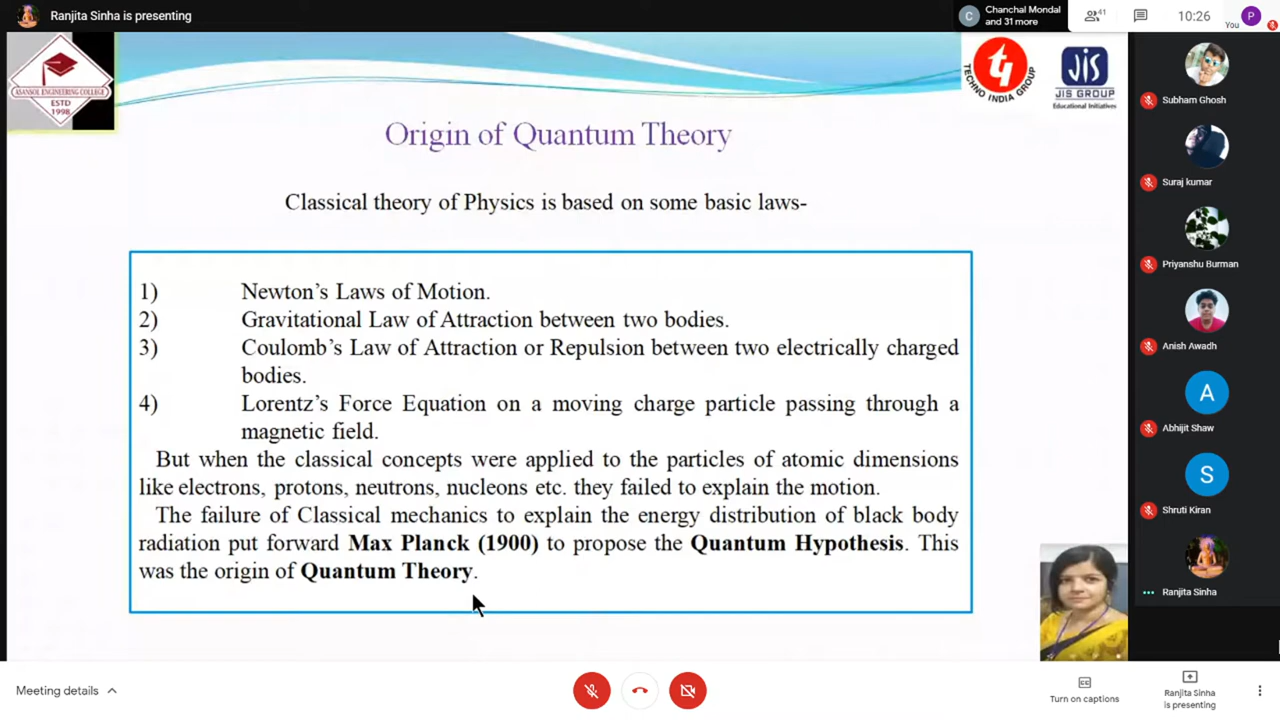 Ranjita Sinha is presenting
C
Chanchal Mondal
and 31 more
41
10:26
P
You
ASANSOL ENGINEERING COLLEGE
ESTD
1998
TECHNO INDIA GROUP
JIS
JIS GROUP
Educational Initiatives
Origin of Quantum Theory
Classical theory of Physics is based on some basic laws-
1) Newton's Laws of Motion.
2) Gravitational Law of Attraction between two bodies.
3) Coulomb's Law of Attraction or Repulsion between two electrically charged
bodies.
4) Lorentz's Force Equation on a moving charge particle passing through a
magnetic field.
But when the classical concepts were applied to the particles of atomic dimensions
like electrons, protons, neutrons, nucleons etc. they failed to explain the motion.
The failure of Classical mechanics to explain the energy distribution of black body
radiation put forward Max Planck (1900) to propose the Quantum Hypothesis. This
was the origin of Quantum Theory.
Subham Ghosh
Suraj kumar
Priyanshu Burman
Anish Awadh
A
Abhijit Shaw
S
Shruti Kiran
Ranjita Sinha
Meeting details
Turn on captions
Ranjita Sinha
is presenting